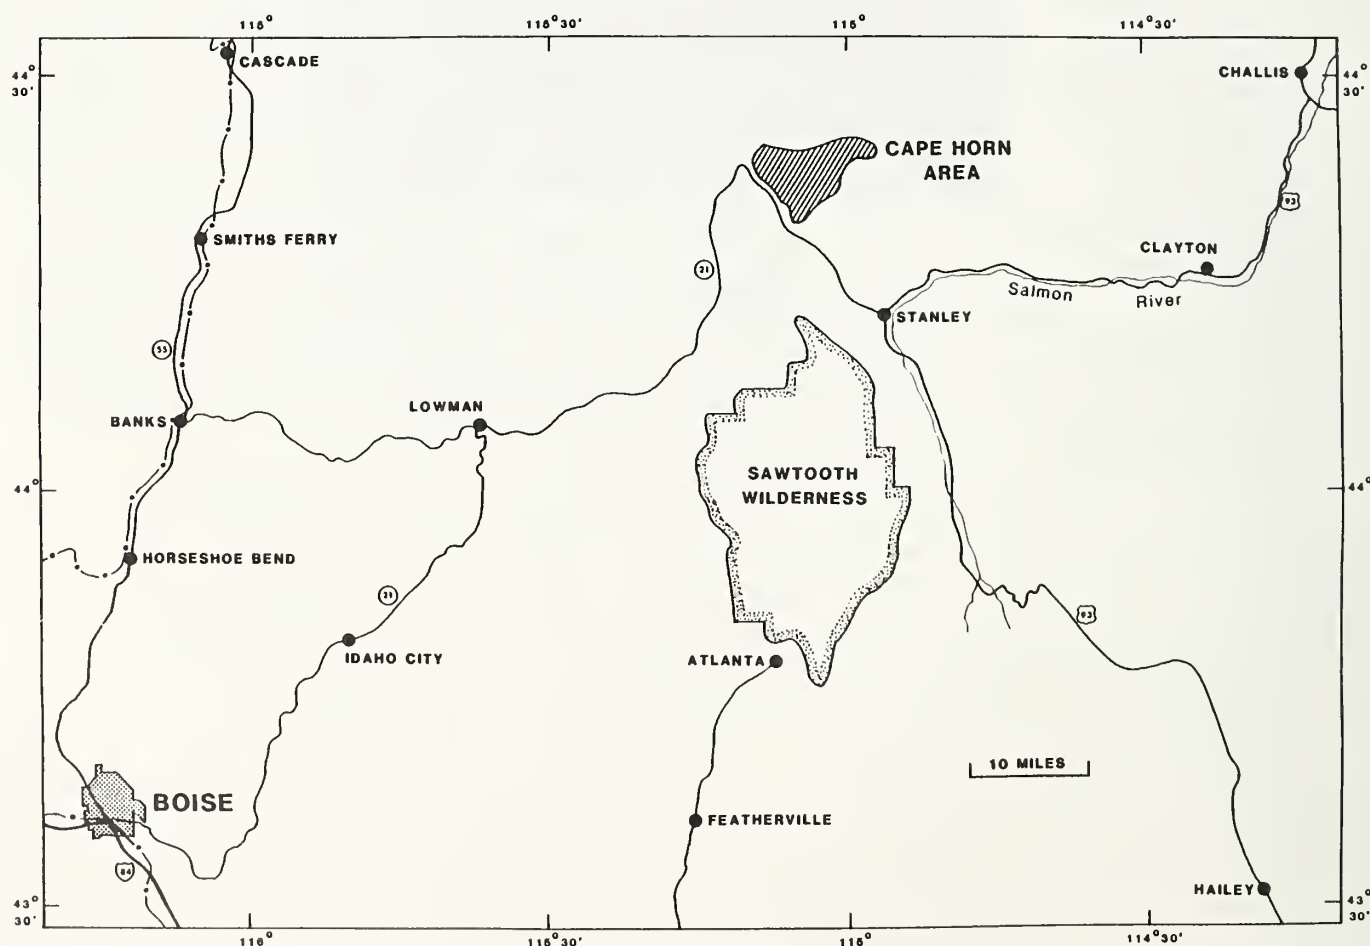 116°
115°30'
115°
114°30'
44°
30'
CASCADE
CHALLIS
44°
30'
CAPE HORN
AREA
93
SMITHS FERRY
CLAYTON
21
Salmon
River
STANLEY
55
LOWMAN
BANKS
SAWTOOTH
WILDERNESS
44°
44°
HORSESHOE BEND
21
93
IDAHO CITY
ATLANTA
10 MILES
BOISE
FEATHERVILLE
84
HAILEY
43°
30'
43°
30'
116°
115°30'
115°
114°30'